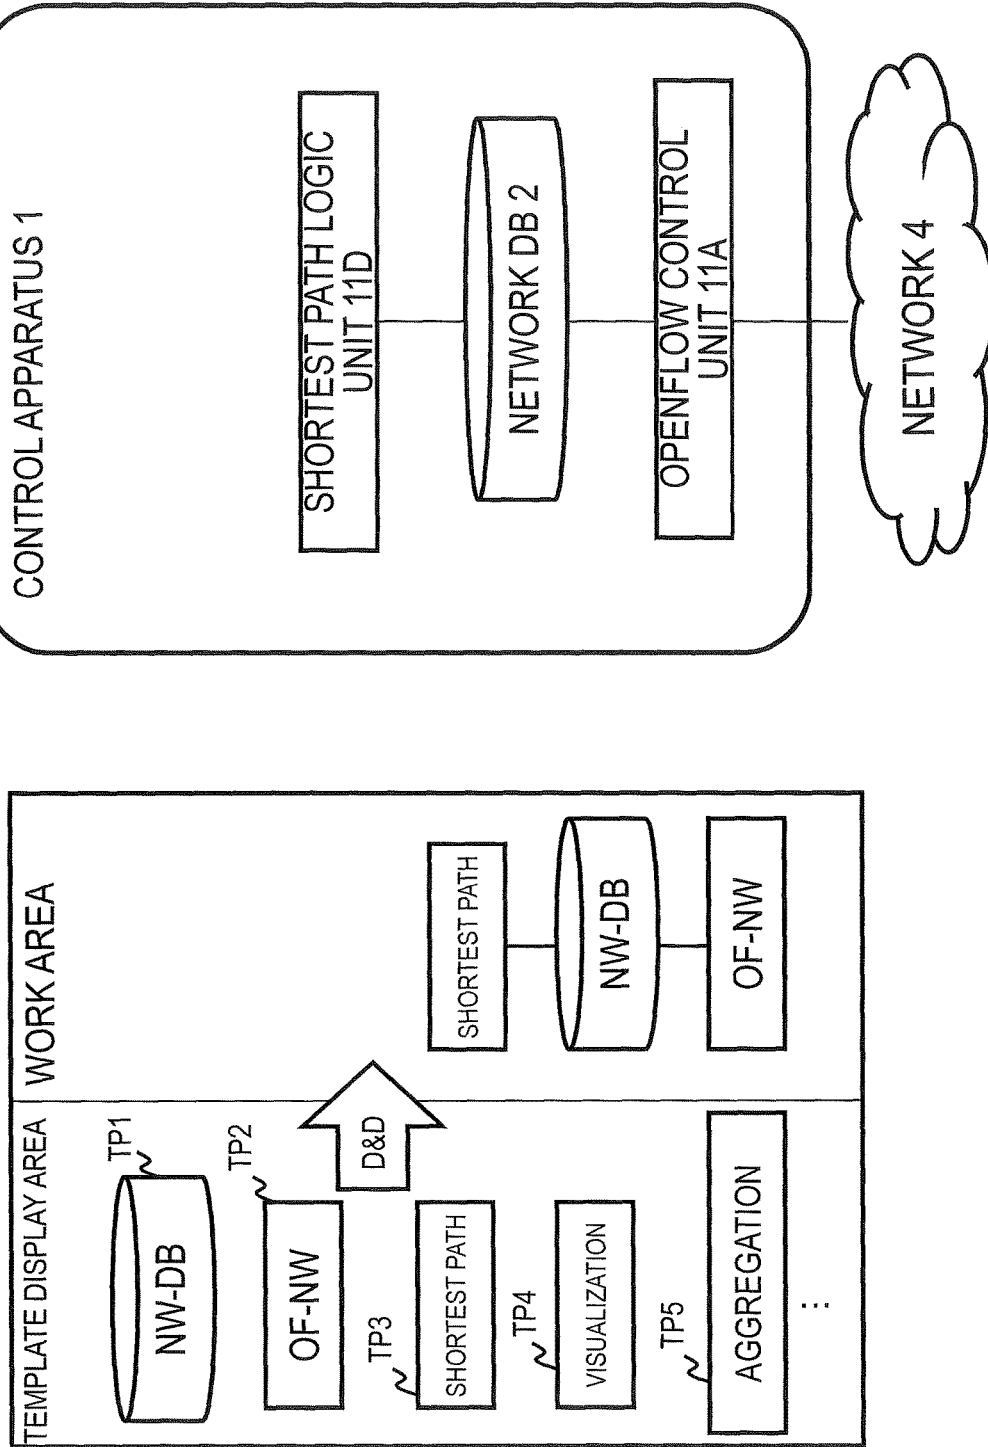 TEMPLATE DISPLAY AREA
NW-DB
TP1
OF-NW
TP2
SHORTEST PATH
TP3
VISUALIZATION
TP4
AGGREGATION
TP5
...
D&D
WORK AREA
SHORTEST PATH
NW-DB
OF-NW
CONTROL APPARATUS 1
SHORTEST PATH LOGIC
UNIT 11D
NETWORK DB 2
OPENFLOW CONTROL
UNIT 11A
NETWORK 4